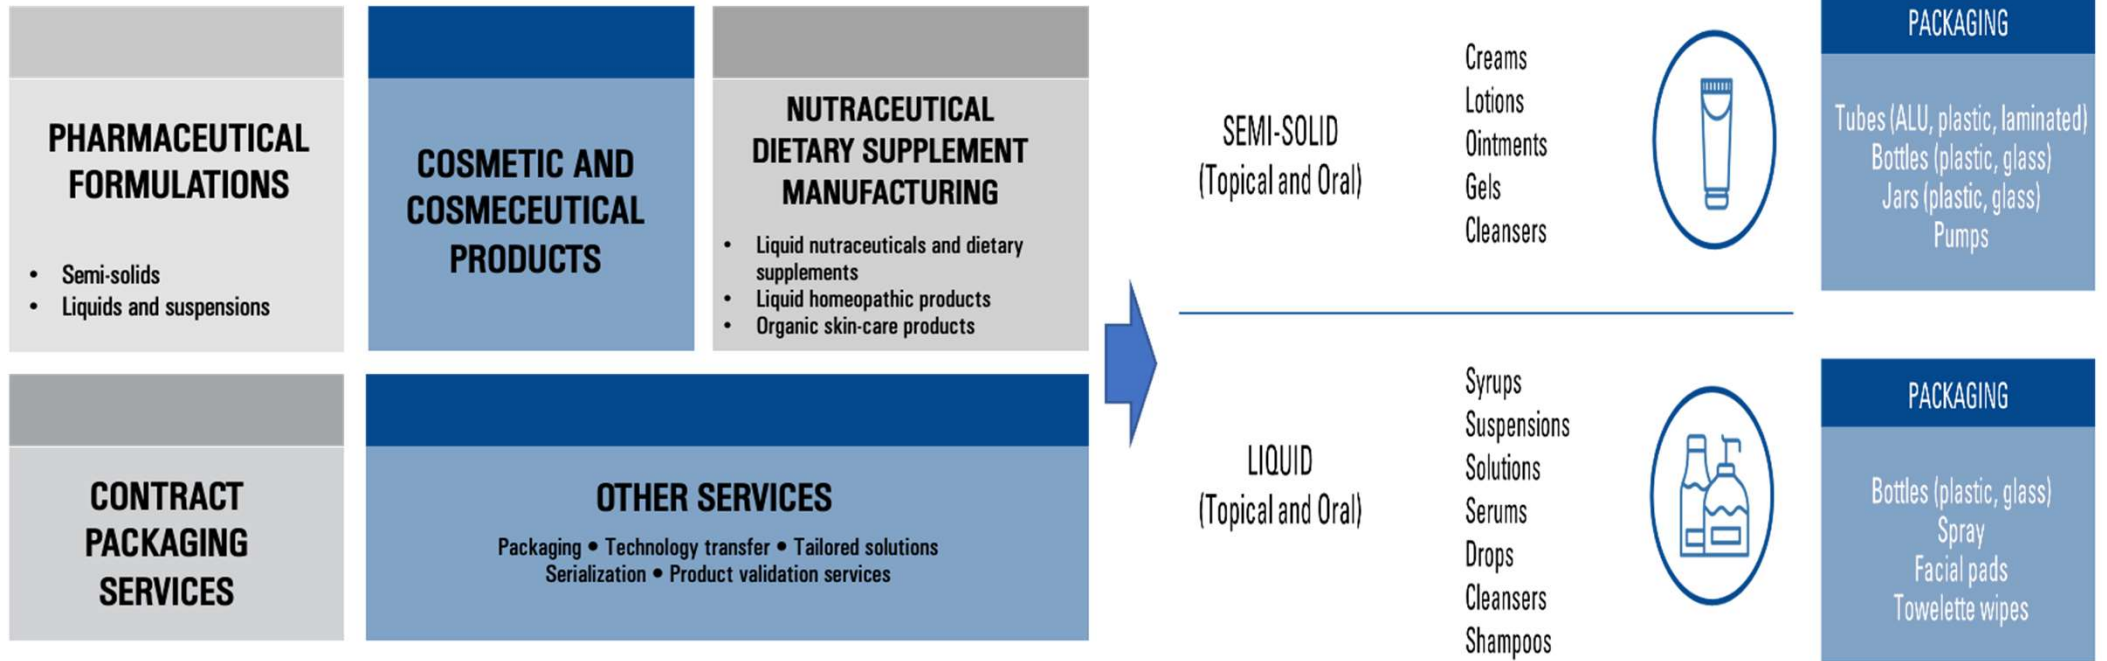 PHARMACEUTICAL
FORMULATIONS
• Semi-solids
• Liquids and suspensions
COSMETIC AND
COSMECEUTICAL
PRODUCTS
NUTRACEUTICAL
DIETARY SUPPLEMENT
MANUFACTURING
• Liquid nutraceuticals and dietary
supplements
• Liquid homeopathic products
• Organic skin-care products
CONTRACT
PACKAGING
SERVICES
OTHER SERVICES
Packaging • Technology transfer • Tailored solutions
Serialization • Product validation services
SEMI-SOLID
(Topical and Oral)
Creams
Lotions
Ointments
Gels
Cleansers
PACKAGING
Tubes (ALU, plastic, laminated)
Bottles (plastic, glass)
Jars (plastic, glass)
Pumps
LIQUID
(Topical and Oral)
Syrups
Suspensions
Solutions
Serums
Drops
Cleansers
Shampoos
PACKAGING
Bottles (plastic, glass)
Spray
Facial pads
Towelette wipes